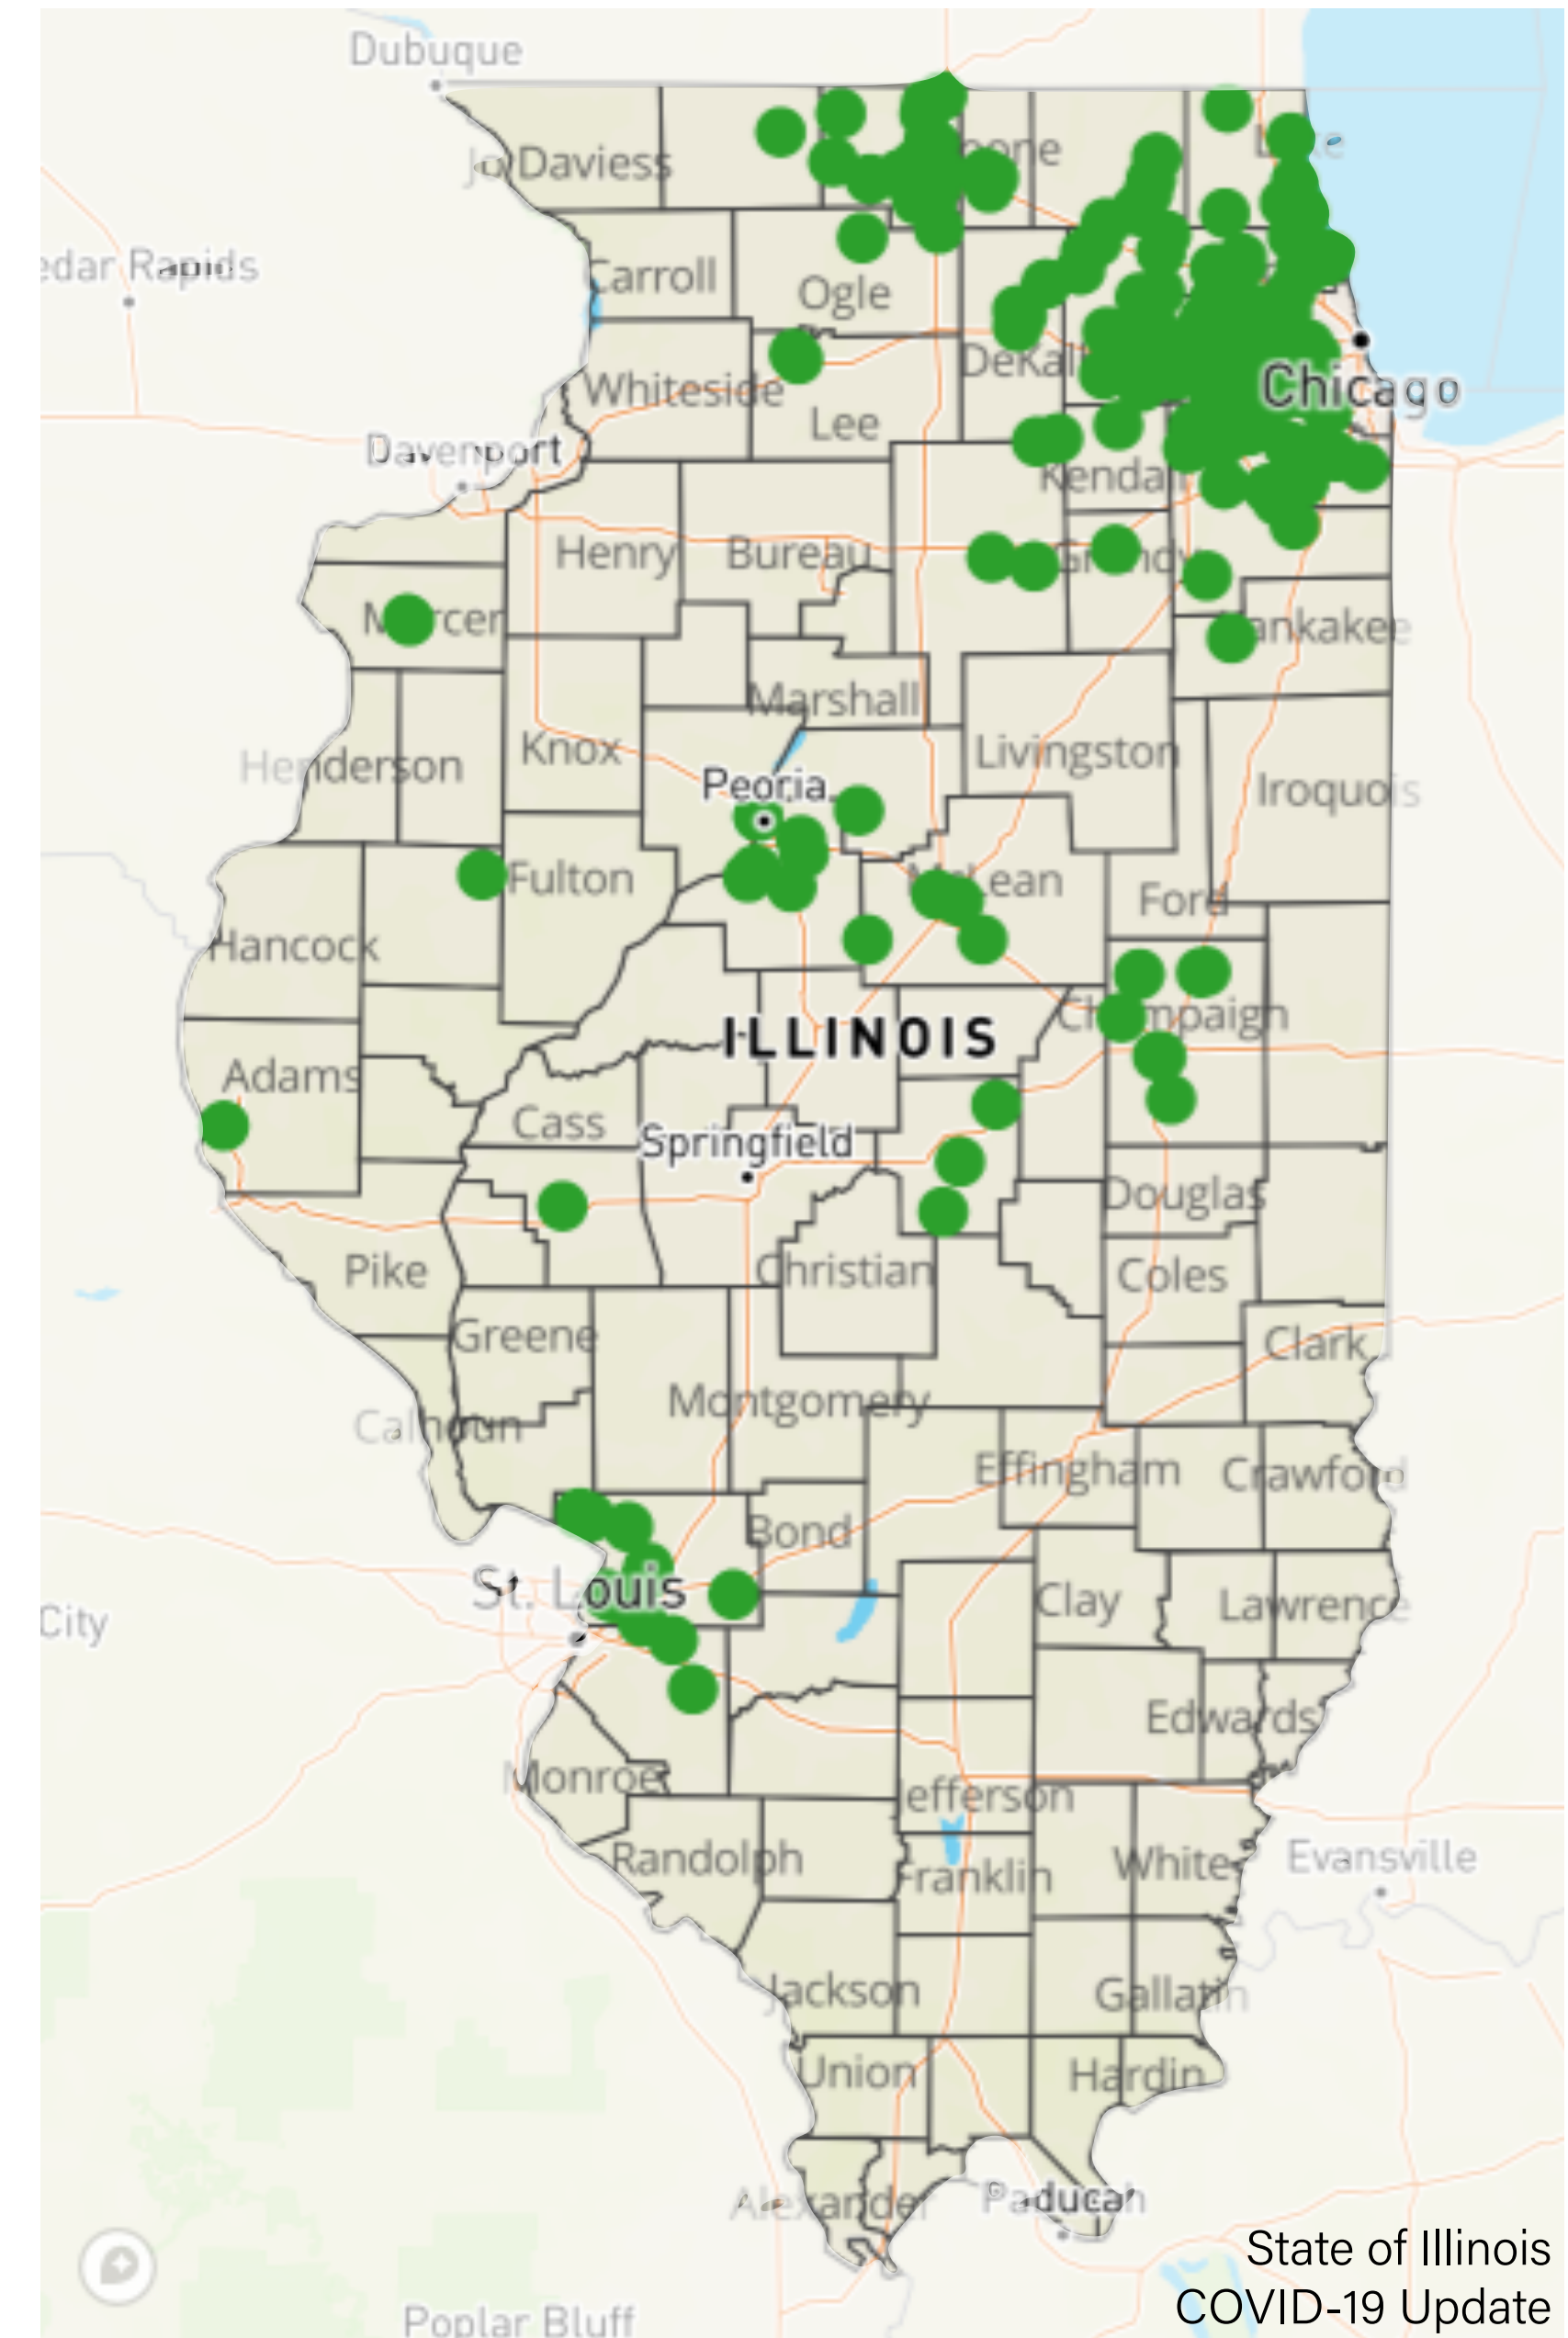 Dubuque
Jo Daviess
edar Rapids
Carroll
Ogle
Whiteside
Lee
Chicago
Davenport
Kendall
Henry
Bureau
Marshall
Knox
Henderson
Livingston
Peoria
Iroquois
Fulton
Ford
Hancock
ILLINOIS
Adams
Cass
Springfield
Douglas
Pike
Christian
Coles
Greene
Clark
Montgomery
Calhoun
Effingham
Crawford
Bond
St. Louis
Clay
Lawrence
City
Edwards
Monroe
Jefferson
Randolph
Franklin
White
Evansville
Jackson
Gallatin
Union
Hardin
Alexander
Paducah
State of Illinois
COVID-19 Update
Poplar Bluff